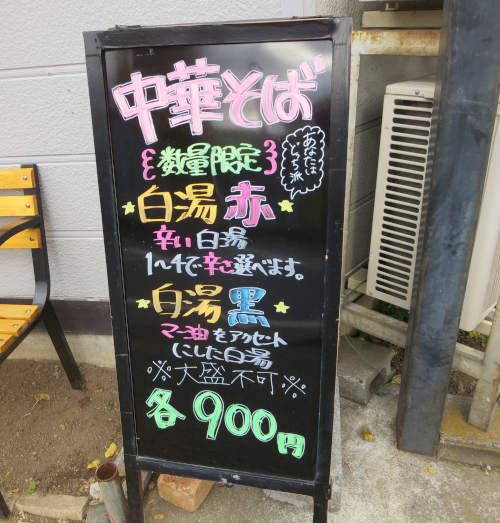 中華そば
数量限定
あなたは
どっち派
白湯 赤
辛い白湯
1~4で辛さ選べます。
白湯 黒
マー油をアクセント
にした白湯
※大盛不可※
各900円